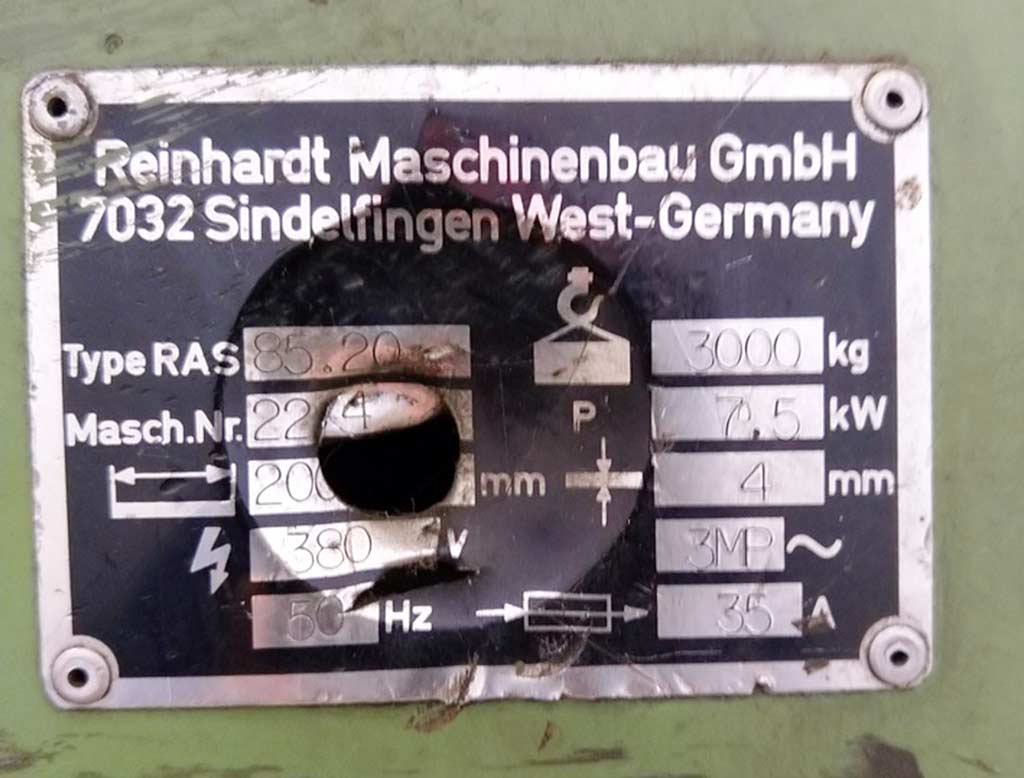 Reinhardt Maschinenbau GmbH
7032 Sindelfingen West-Germany
Type RAS 85.20 3000 kg
Masch.Nr. P 7.5 kW
mm 4 mm
380 V 3MP ~
50 Hz 35 A